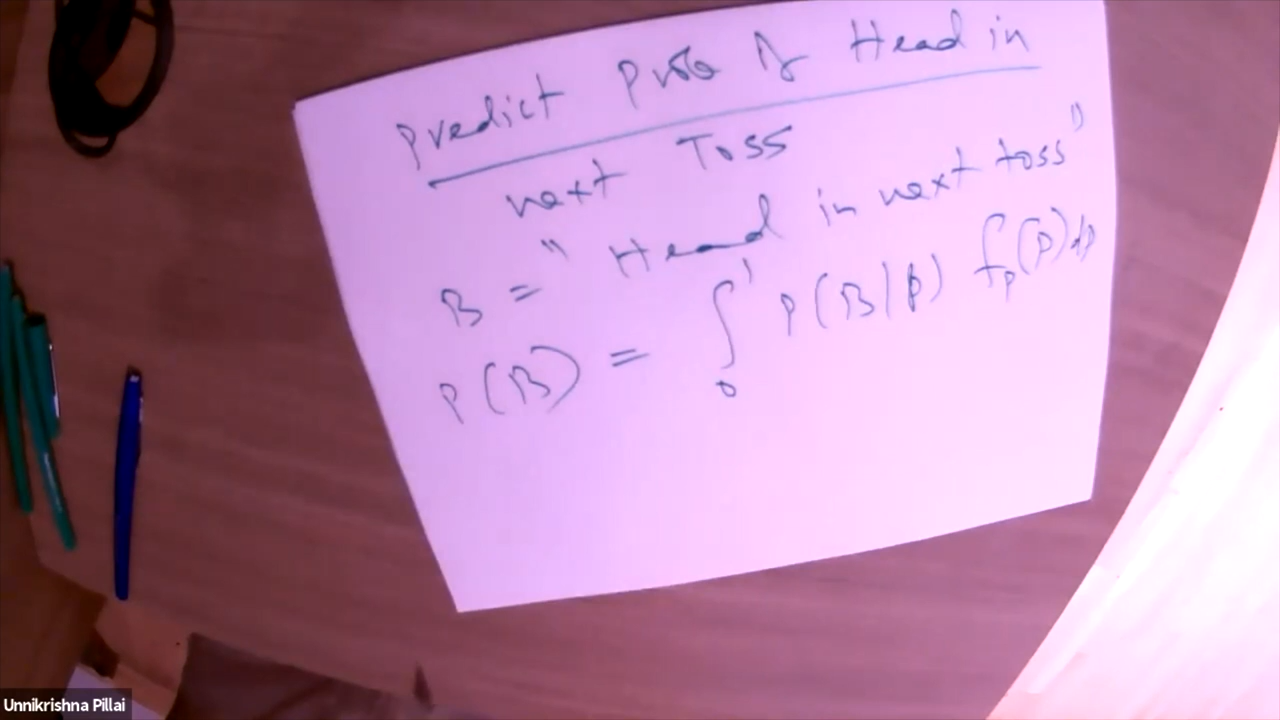 Predict Prob of Head in
next Toss
B = "Head in next toss"
P(B) = ∫₀¹ P(B|p) f_p(p) dp
Unnikrishna Pillai